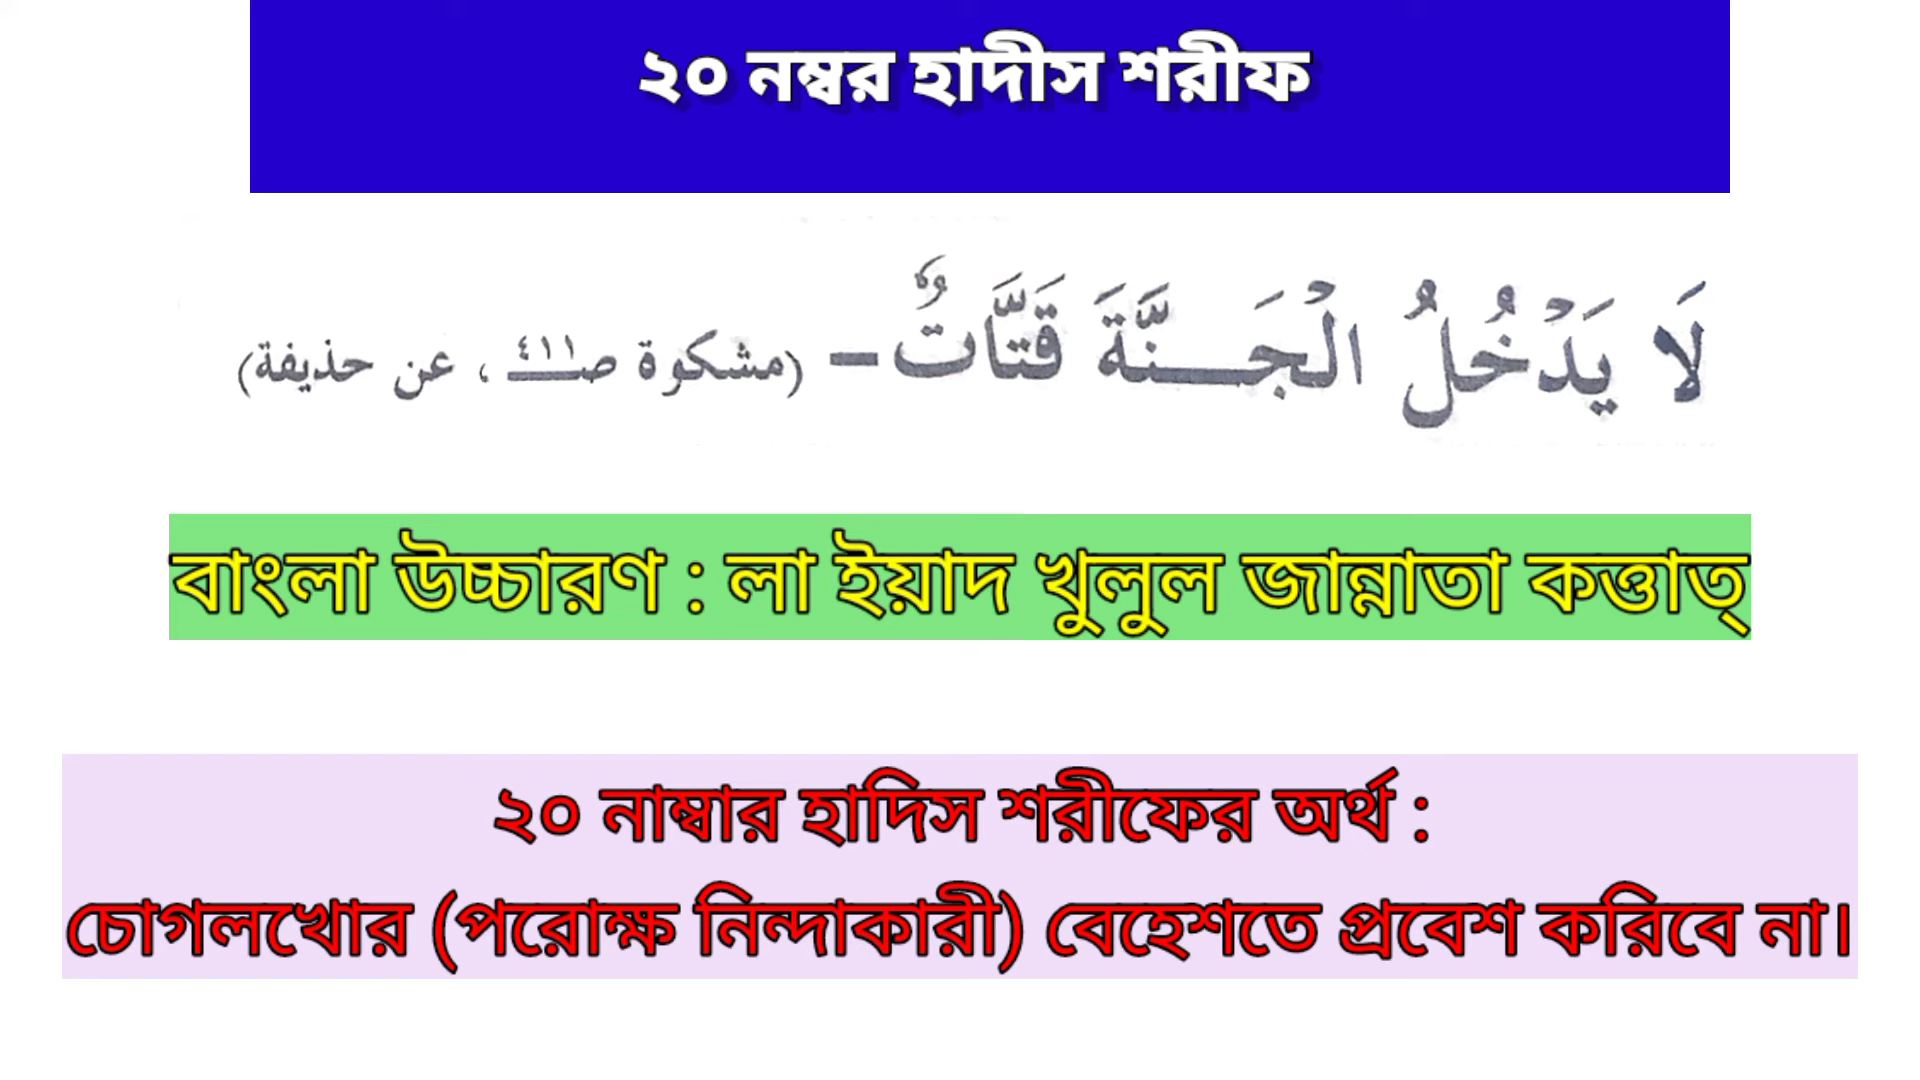 ২০ নম্বর হাদীস শরীফ
لَا يَدْخُلُ الْجَـــنَّةَ قَتَّاتٌ – (مشكوة صـ ٤١١ ، عن حذيفة)
বাংলা উচ্চারণ : লা ইয়াদ খুলুল জান্নাতা কত্তাত্
২০ নাম্বার হাদিস শরীফের অর্থ :
চোগলখোর (পরোক্ষ নিন্দাকারী) বেহেশতে প্রবেশ করিবে না।